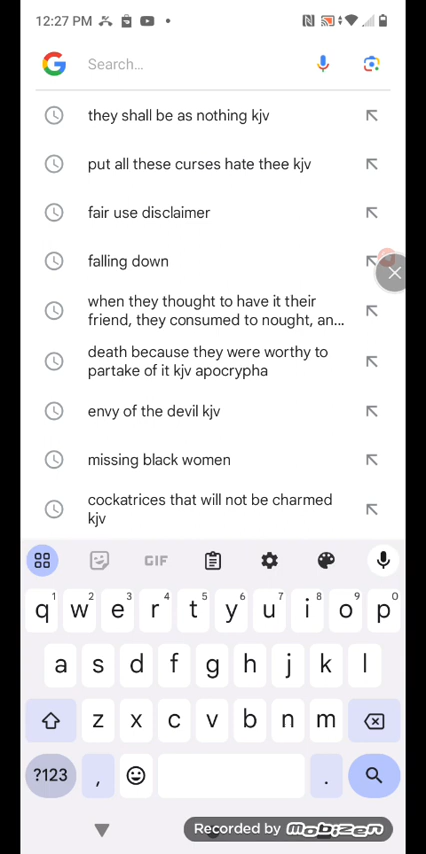 12:27 PM
Search...
they shall be as nothing kjv
put all these curses hate thee kjv
fair use disclaimer
falling down
when they thought to have it their
friend, they consumed to nought, an...
death because they were worthy to
partake of it kjv apocrypha
envy of the devil kjv
missing black women
cockatrices that will not be charmed
kjv
GIF
1 2 3 4 5 6 7 8 9 0
q w e r t y u i o p
a s d f g h j k l
z x c v b n m
?123 , .
Recorded by mobizen